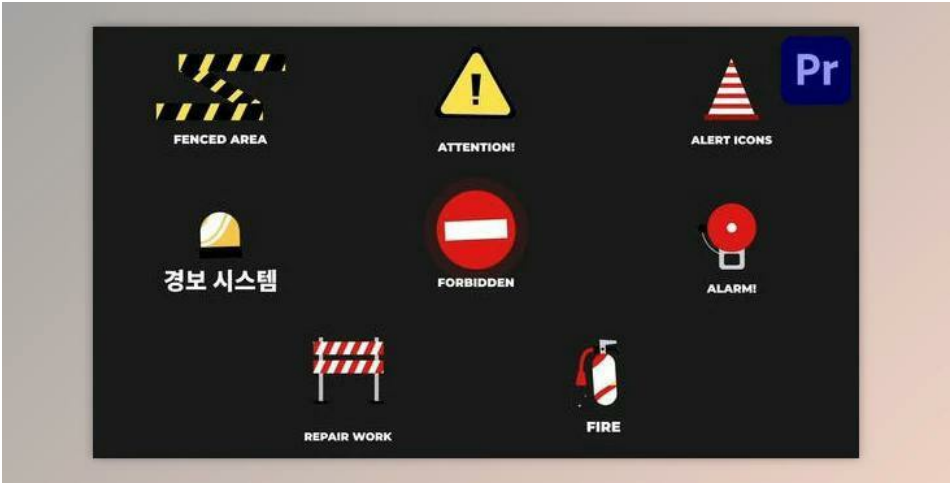 Pr
FENCED AREA
ATTENTION!
ALERT ICONS
경보 시스템
FORBIDDEN
ALARM!
REPAIR WORK
FIRE